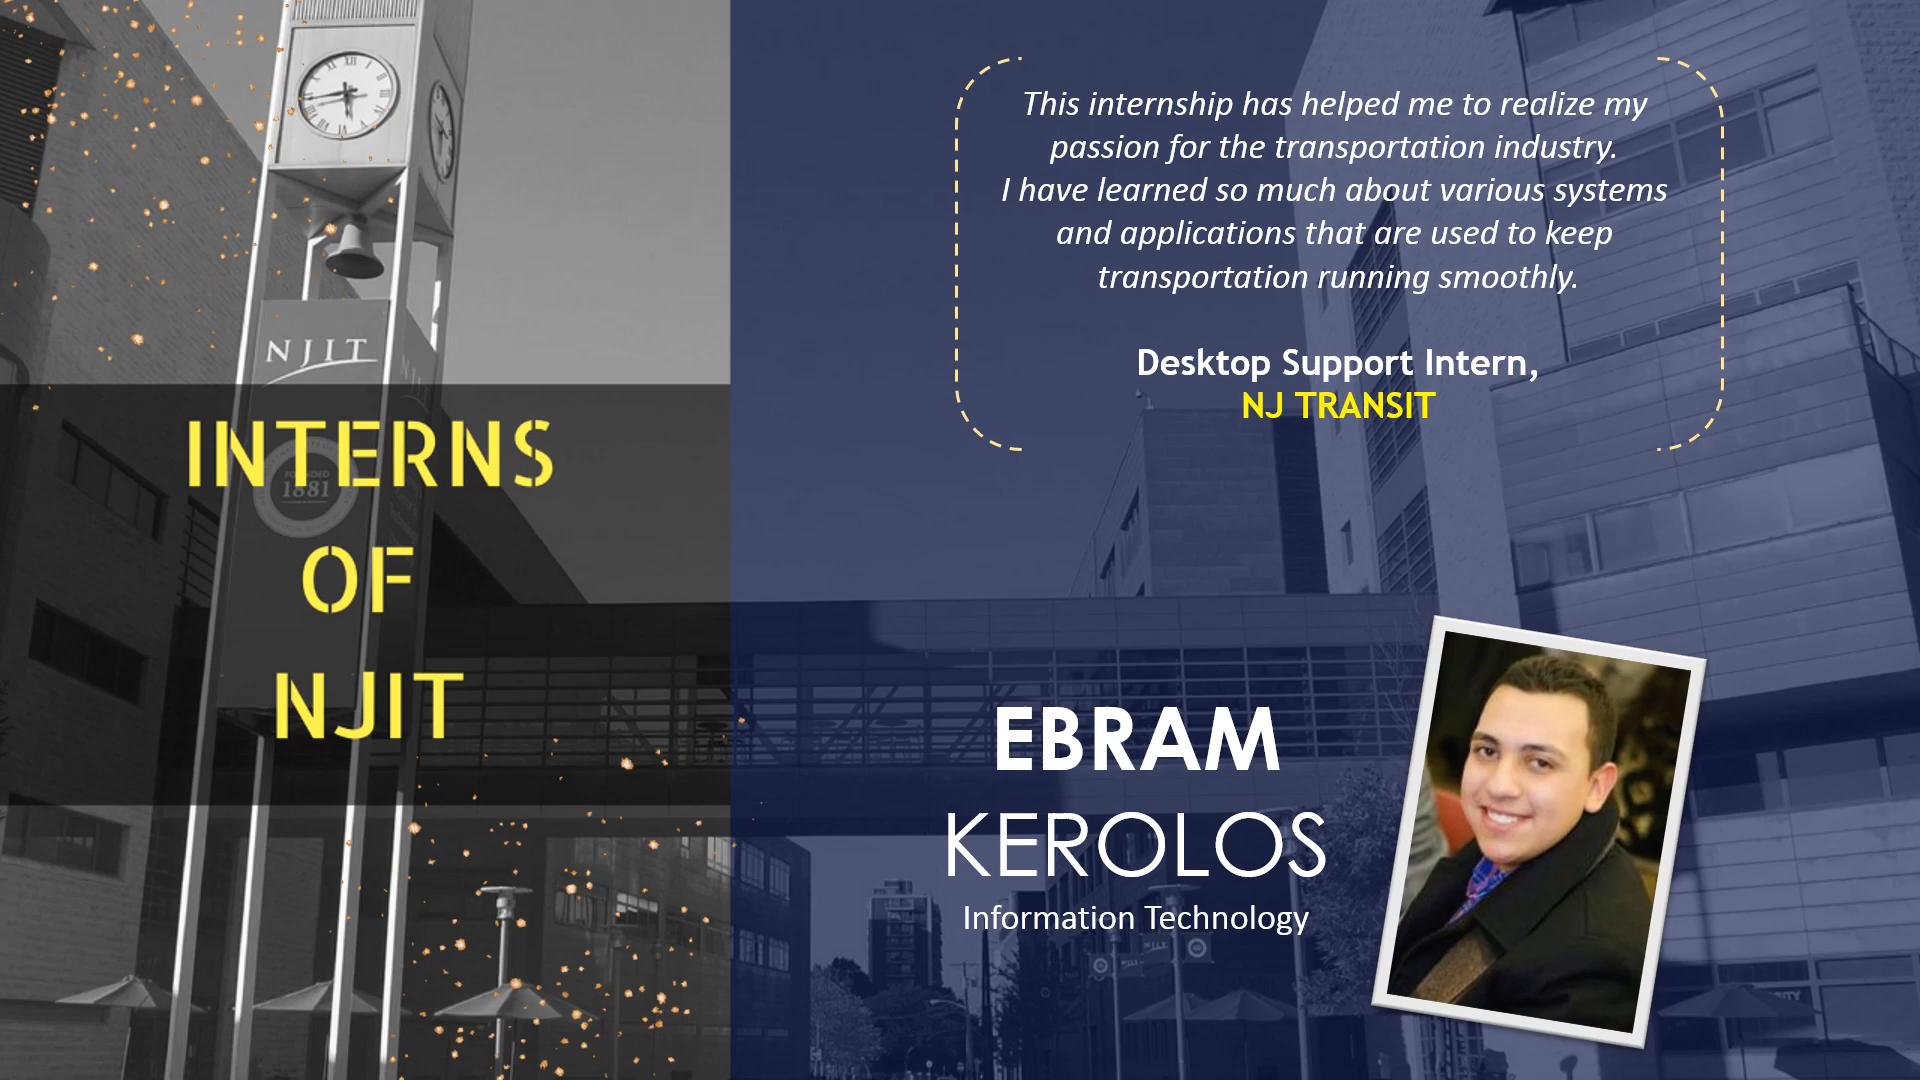 NJIT
FOUNDED
1881
INTERNS
OF
NJIT
This internship has helped me to realize my
passion for the transportation industry.
I have learned so much about various systems
and applications that are used to keep
transportation running smoothly.
Desktop Support Intern,
NJ TRANSIT
EBRAM
KEROLOS
Information Technology